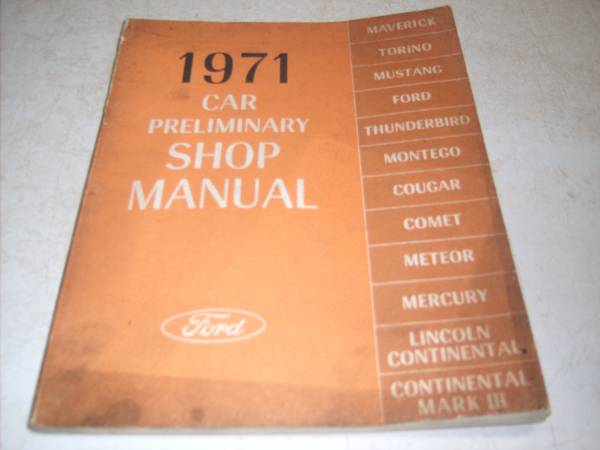 1971
CAR
PRELIMINARY
SHOP
MANUAL
Ford
MAVERICK
TORINO
MUSTANG
FORD
THUNDERBIRD
MONTEGO
COUGAR
COMET
METEOR
MERCURY
LINCOLN
CONTINENTAL
CONTINENTAL
MARK III